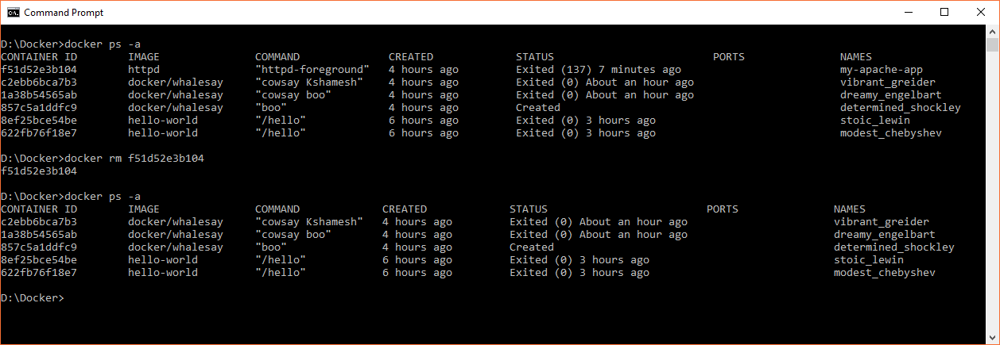 Command Prompt
D:\Docker>docker ps -a
CONTAINER ID        IMAGE               COMMAND              CREATED             STATUS                         PORTS               NAMES
f51d52e3b104        httpd               "httpd-foreground"   4 hours ago         Exited (137) 7 minutes ago                         my-apache-app
c2ebb6bca7b3        docker/whalesay     "cowsay Kshamesh"    4 hours ago         Exited (0) About an hour ago                       vibrant_greider
1a38b54565ab        docker/whalesay     "cowsay boo"         4 hours ago         Exited (0) About an hour ago                       dreamy_engelbart
857c5a1ddfc9        docker/whalesay     "boo"                4 hours ago         Created                                            determined_shockley
8ef25bce54be        hello-world         "/hello"             6 hours ago         Exited (0) 3 hours ago                             stoic_lewin
622fb76f18e7        hello-world         "/hello"             6 hours ago         Exited (0) 3 hours ago                             modest_chebyshev
D:\Docker>docker rm f51d52e3b104
f51d52e3b104
D:\Docker>docker ps -a
CONTAINER ID        IMAGE               COMMAND             CREATED             STATUS                         PORTS               NAMES
c2ebb6bca7b3        docker/whalesay     "cowsay Kshamesh"   4 hours ago         Exited (0) About an hour ago                       vibrant_greider
1a38b54565ab        docker/whalesay     "cowsay boo"        4 hours ago         Exited (0) About an hour ago                       dreamy_engelbart
857c5a1ddfc9        docker/whalesay     "boo"               4 hours ago         Created                                            determined_shockley
8ef25bce54be        hello-world         "/hello"            6 hours ago         Exited (0) 3 hours ago                             stoic_lewin
622fb76f18e7        hello-world         "/hello"            6 hours ago         Exited (0) 3 hours ago                             modest_chebyshev
D:\Docker>